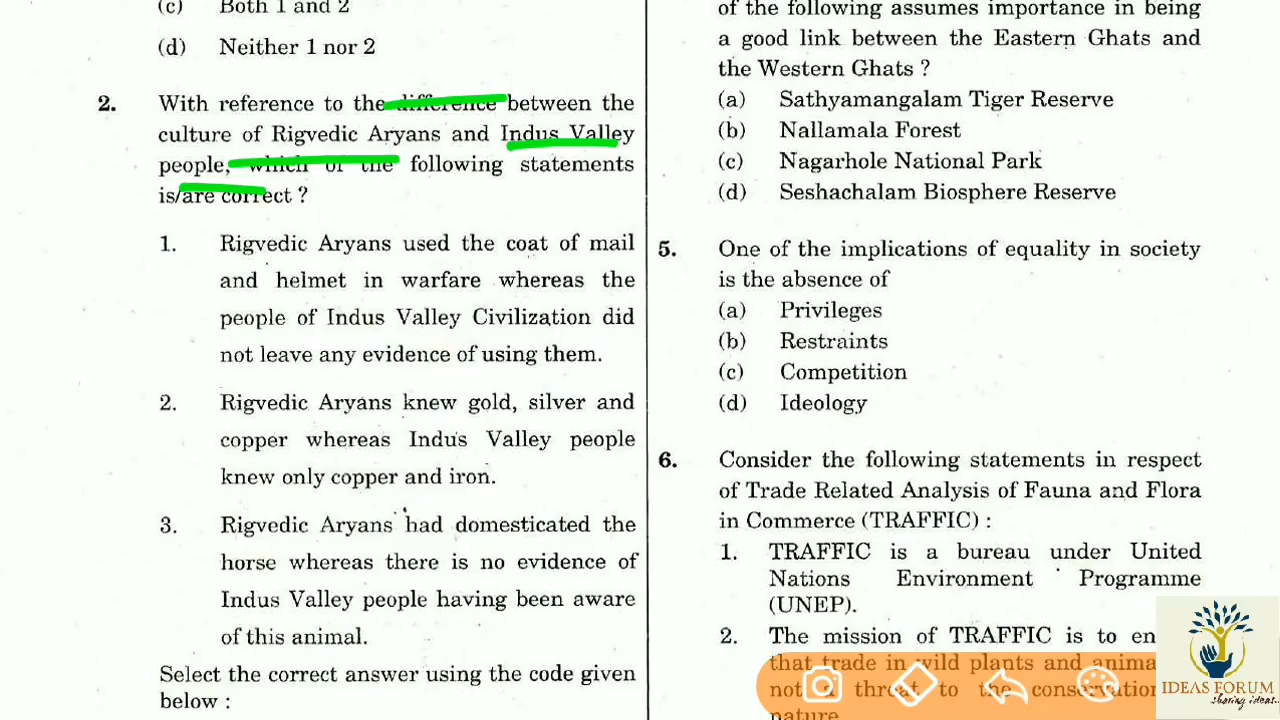 (c) Both 1 and 2
(d) Neither 1 nor 2
2. With reference to the difference between the
culture of Rigvedic Aryans and Indus Valley
people, which of the following statements
is/are correct ?
1. Rigvedic Aryans used the coat of mail
and helmet in warfare whereas the
people of Indus Valley Civilization did
not leave any evidence of using them.
2. Rigvedic Aryans knew gold, silver and
copper whereas Indus Valley people
knew only copper and iron.
3. Rigvedic Aryans had domesticated the
horse whereas there is no evidence of
Indus Valley people having been aware
of this animal.
Select the correct answer using the code given
below :
of the following assumes importance in being
a good link between the Eastern Ghats and
the Western Ghats ?
(a) Sathyamangalam Tiger Reserve
(b) Nallamala Forest
(c) Nagarhole National Park
(d) Seshachalam Biosphere Reserve
5. One of the implications of equality in society
is the absence of
(a) Privileges
(b) Restraints
(c) Competition
(d) Ideology
6. Consider the following statements in respect
of Trade Related Analysis of Fauna and Flora
in Commerce (TRAFFIC) :
1. TRAFFIC is a bureau under United
Nations Environment Programme
(UNEP).
2. The mission of TRAFFIC is to en
that trade in wild plants and anima
not a threat to the conservation
nature
IDEAS FORUM
sharing ideas